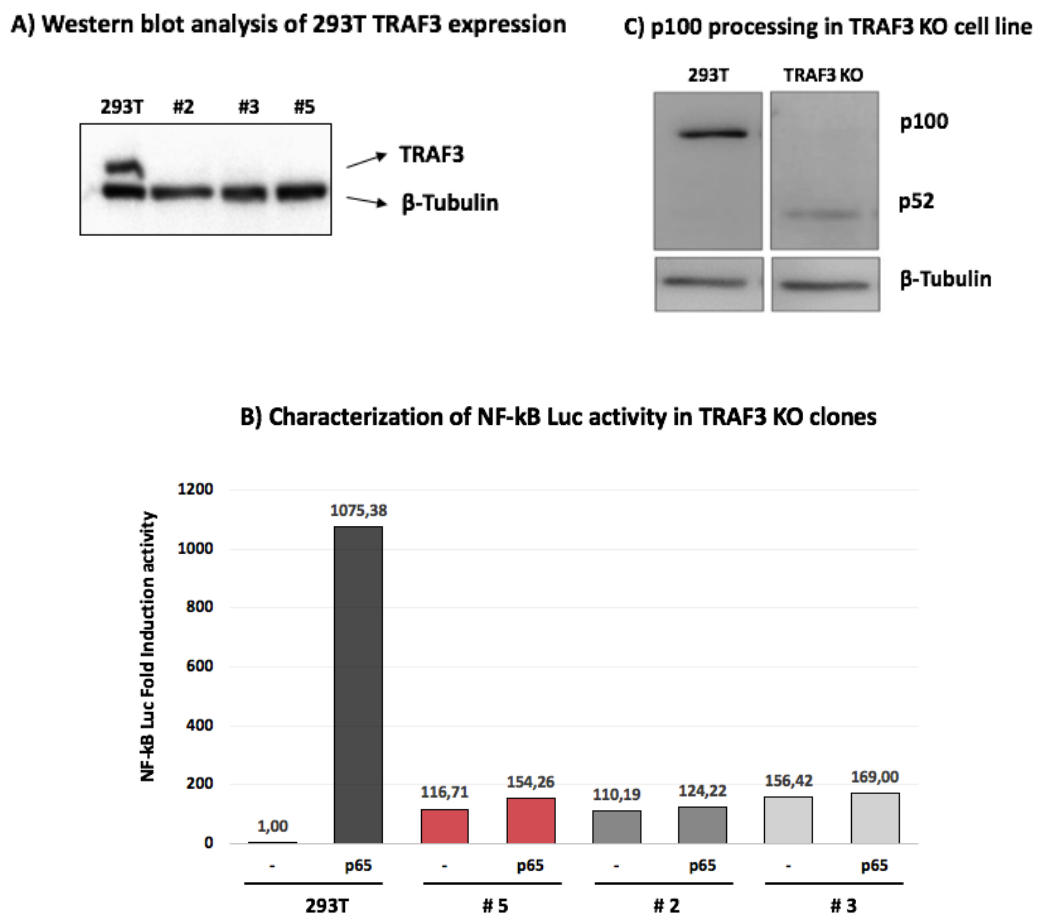 A) Western blot analysis of 293T TRAF3 expression
293T #2 #3 #5
TRAF3
β-Tubulin
C) p100 processing in TRAF3 KO cell line
293T TRAF3 KO
p100
p52
β-Tubulin
B) Characterization of NF-kB Luc activity in TRAF3 KO clones
NF-kB Luc Fold Induction activity
1200
1000
800
600
400
200
0
1,00
1075,38
116,71
154,26
110,19
124,22
156,42
169,00
- p65 - p65 - p65 - p65
293T # 5 # 2 # 3